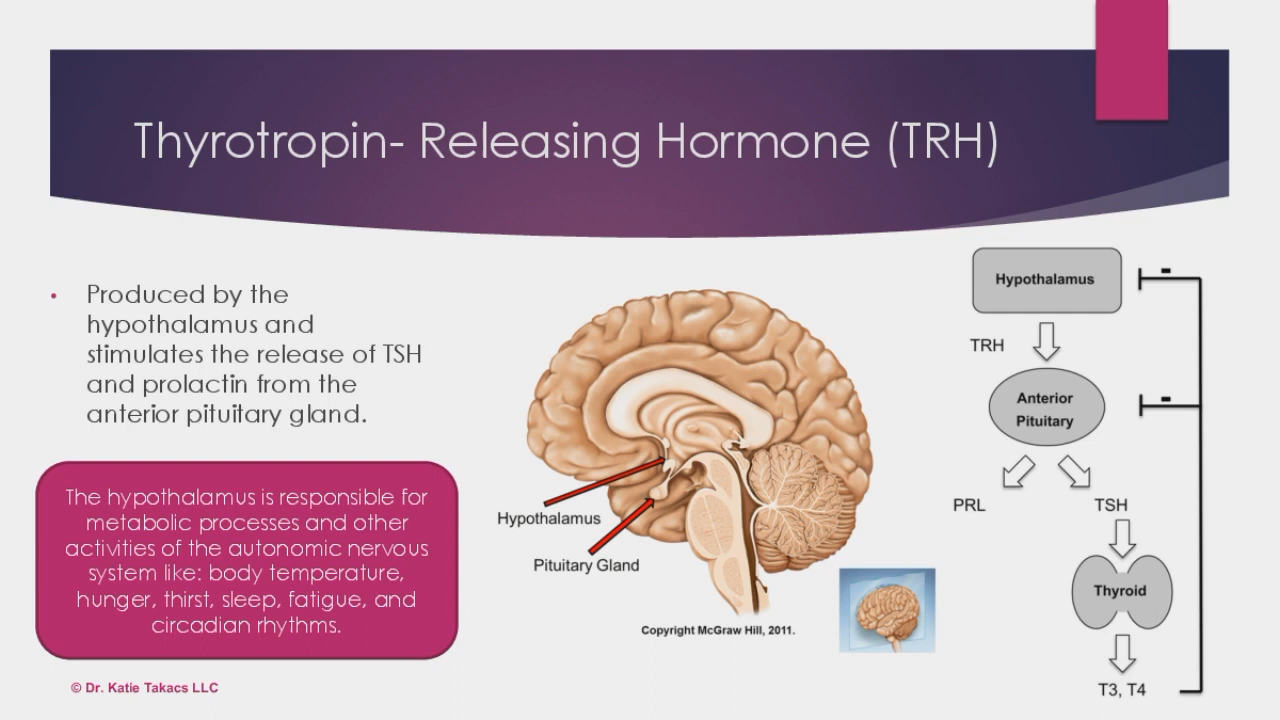 Thyrotropin- Releasing Hormone (TRH)
• Produced by the
hypothalamus and
stimulates the release of TSH
and prolactin from the
anterior pituitary gland.
The hypothalamus is responsible for
metabolic processes and other
activities of the autonomic nervous
system like: body temperature,
hunger, thirst, sleep, fatigue, and
circadian rhythms.
© Dr. Katie Takacs LLC
Hypothalamus
Pituitary Gland
Copyright McGraw Hill, 2011.
Hypothalamus
-
TRH
Anterior
Pituitary
-
PRL
TSH
Thyroid
T3, T4